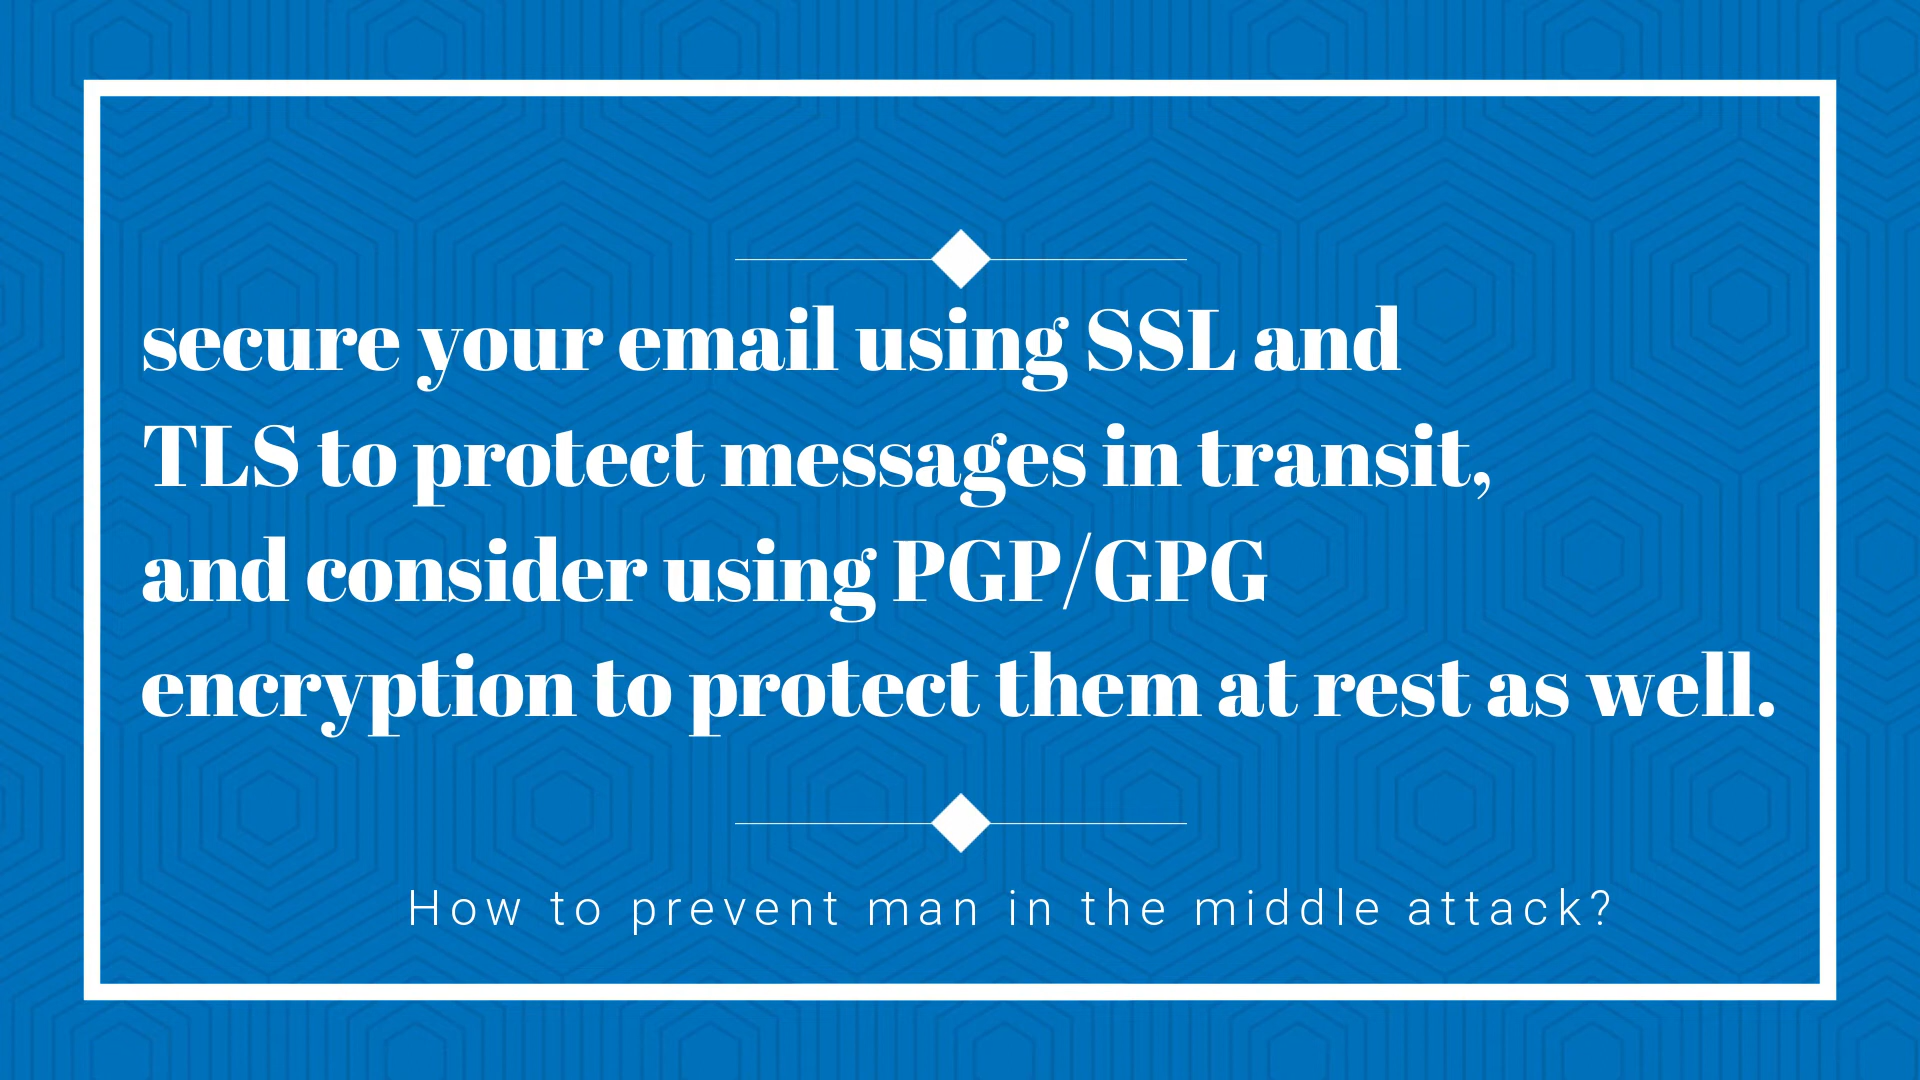 secure your email using SSL and
TLS to protect messages in transit,
and consider using PGP/GPG
encryption to protect them at rest as well.
How to prevent man in the middle attack?